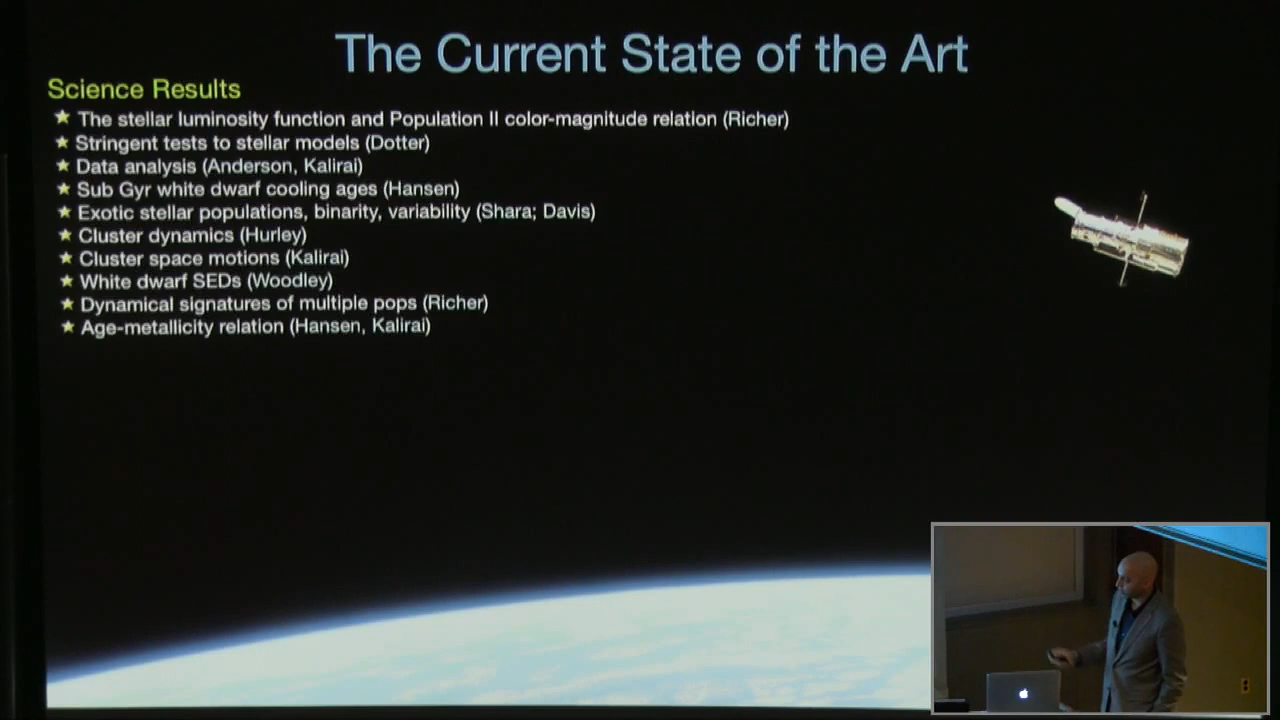 The Current State of the Art
Science Results
The stellar luminosity function and Population II color-magnitude relation (Richer)
Stringent tests to stellar models (Dotter)
Data analysis (Anderson, Kalirai)
Sub Gyr white dwarf cooling ages (Hansen)
Exotic stellar populations, binarity, variability (Shara; Davis)
Cluster dynamics (Hurley)
Cluster space motions (Kalirai)
White dwarf SEDs (Woodley)
Dynamical signatures of multiple pops (Richer)
Age-metallicity relation (Hansen, Kalirai)